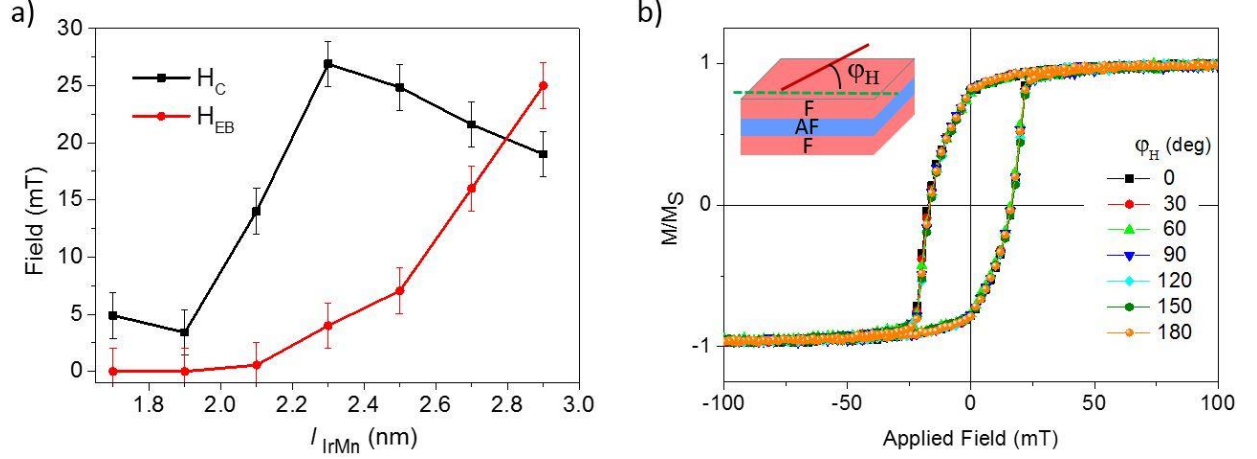 a)
30
25
20
15
10
5
0
Field (mT)
H_C
H_EB
1.8
2.0
2.2
2.4
2.6
2.8
3.0
l IrMn (nm)
b)
1
0
-1
M/M_S
φ_H
F
AF
F
φ_H (deg)
0
30
60
90
120
150
180
-100
-50
0
50
100
Applied Field (mT)